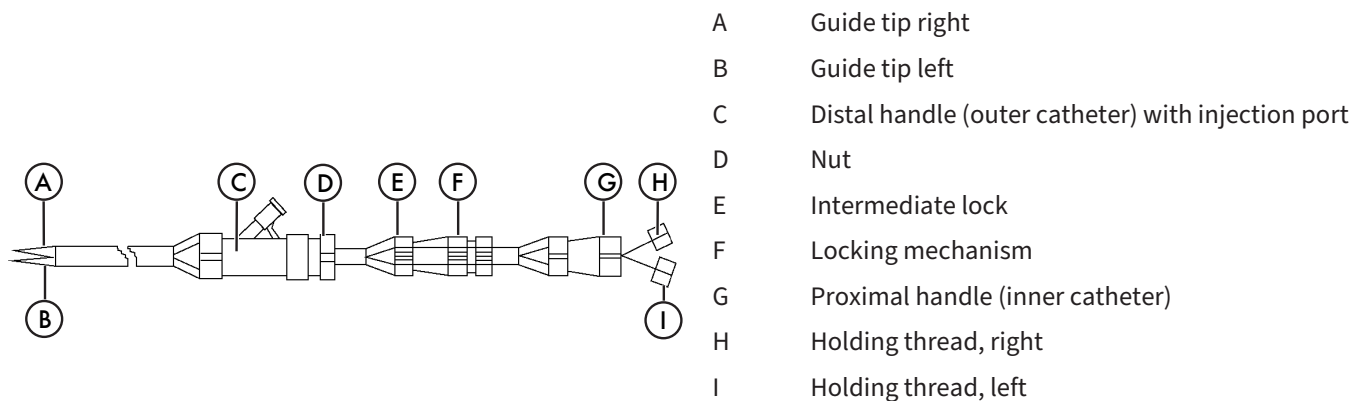 A Guide tip right
B Guide tip left
C Distal handle (outer catheter) with injection port
D Nut
E Intermediate lock
F Locking mechanism
G Proximal handle (inner catheter)
H Holding thread, right
I Holding thread, left
A C D E F G H
B I